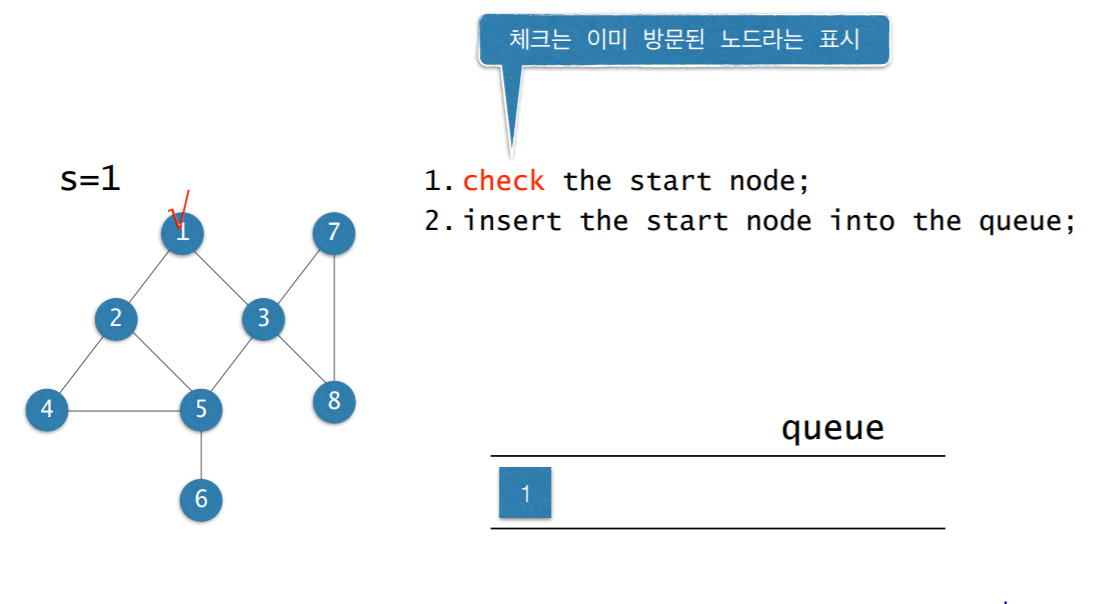 체크는 이미 방문된 노드라는 표시
s=1
1. check the start node;
2. insert the start node into the queue;
1
7
2
3
4
5
8
6
queue
1